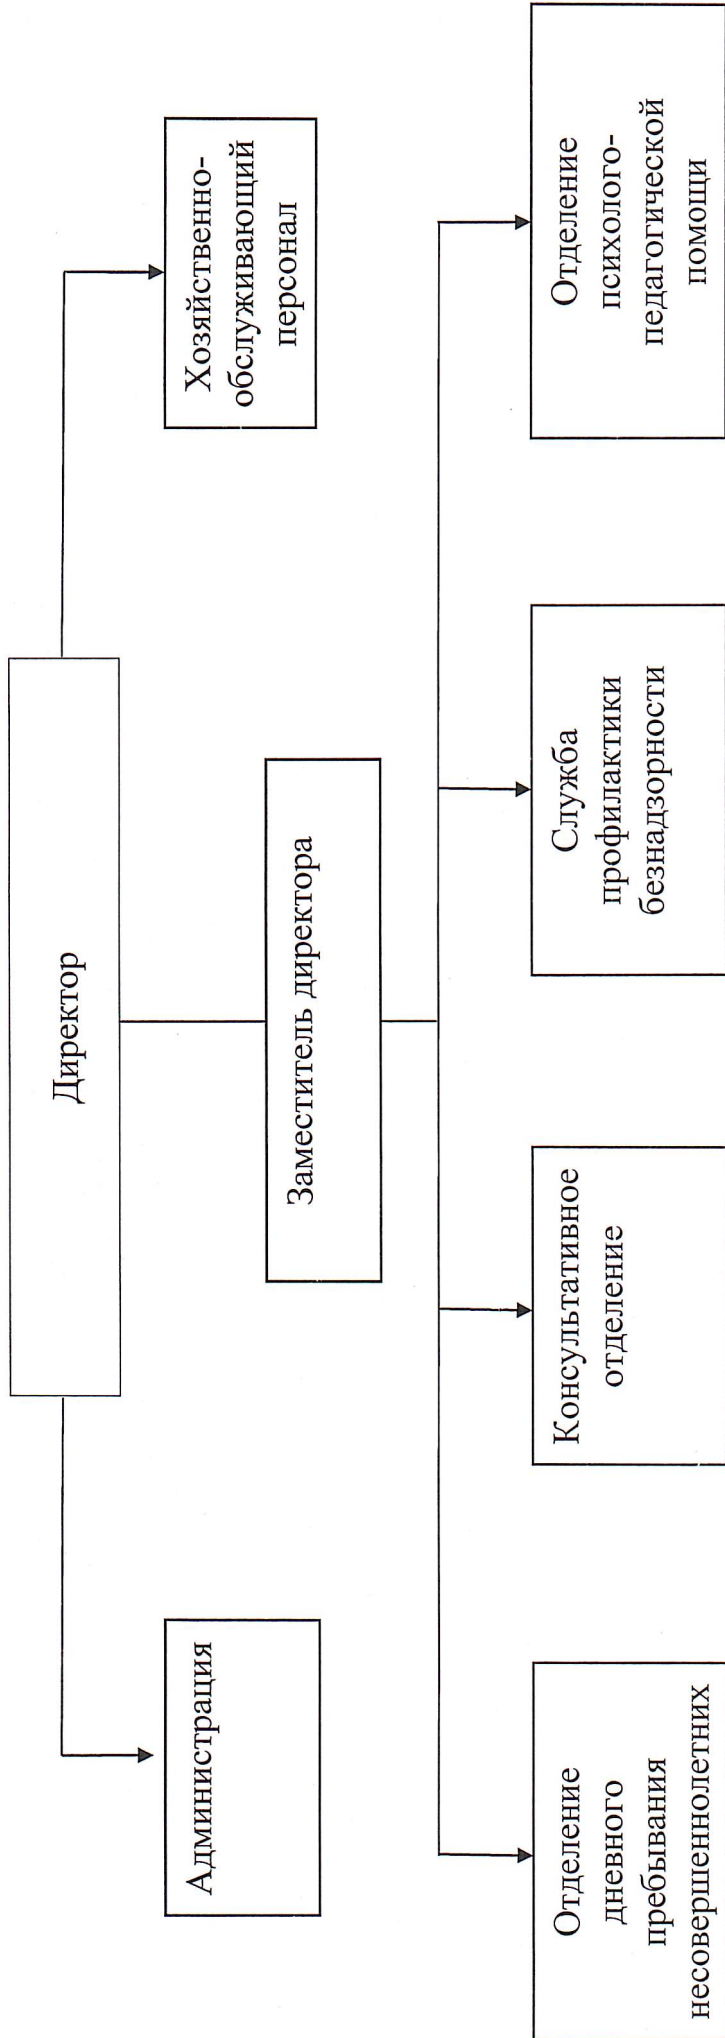 Директор
Администрация
Хозяйственно-
обслуживающий
персонал
Заместитель директора
Отделение
дневного
пребывания
несовершеннолетних
Консультативное
отделение
Служба
профилактики
безнадзорности
Отделение
психолого-
педагогической
помощи